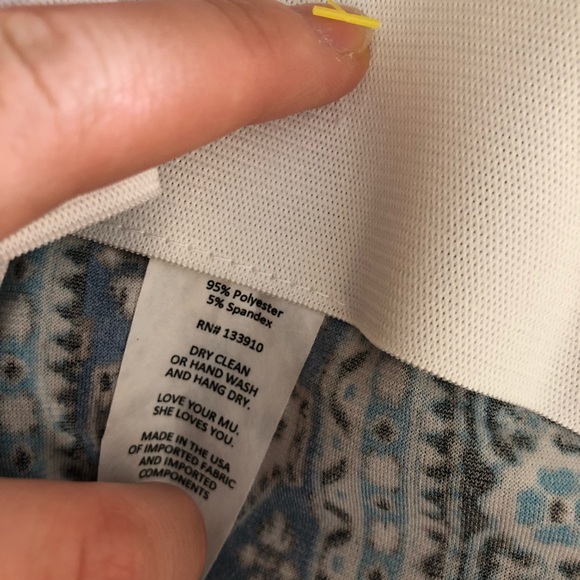 95% Polyester
5% Spandex
RN# 133910
DRY CLEAN
OR HAND WASH
AND HANG DRY.
LOVE YOUR MU.
SHE LOVES YOU.
MADE IN THE USA
OF IMPORTED FABRIC
AND IMPORTED
COMPONENTS